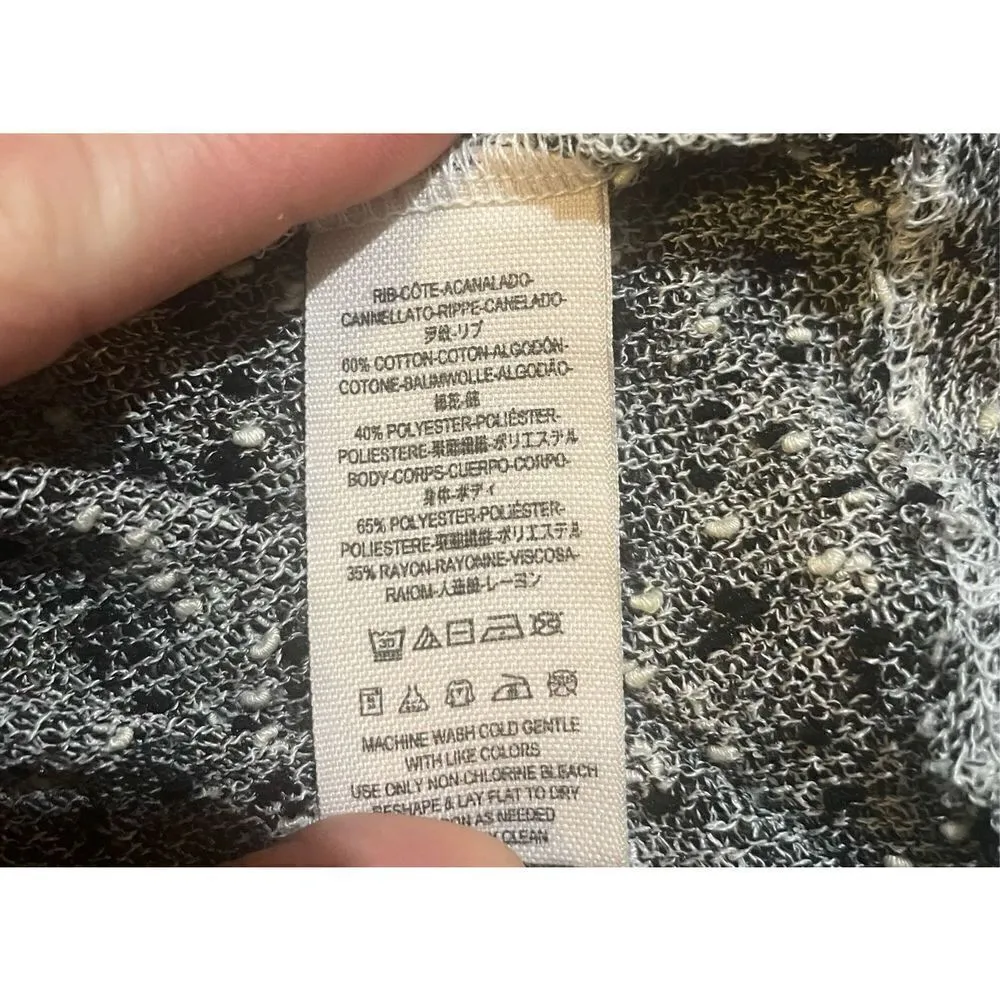 RIB-CÔTE-ACANALADO-
CANNELLATO-RIPPE-CANELADO-
罗纹-リブ
60% COTTON-COTON-ALGODÓN-
COTONE-BAUMWOLLE-ALGODÃO-
棉花-綿
40% POLYESTER-POLIÉSTER-
POLIESTERE-聚酯纖維-ポリエステル
BODY-CORPS-CUERPO-CORPO-
身体-ボディ
65% POLYESTER-POLIÉSTER-
POLIESTERE-聚酯纖維-ポリエステル
35% RAYON-RAYONNE-VISCOSA-
RAIOM-人造絲-レーヨン
30
MACHINE WASH COLD GENTLE
WITH LIKE COLORS
USE ONLY NON-CHLORINE BLEACH
RESHAPE & LAY FLAT TO DRY
AS NEEDED
CLEAN